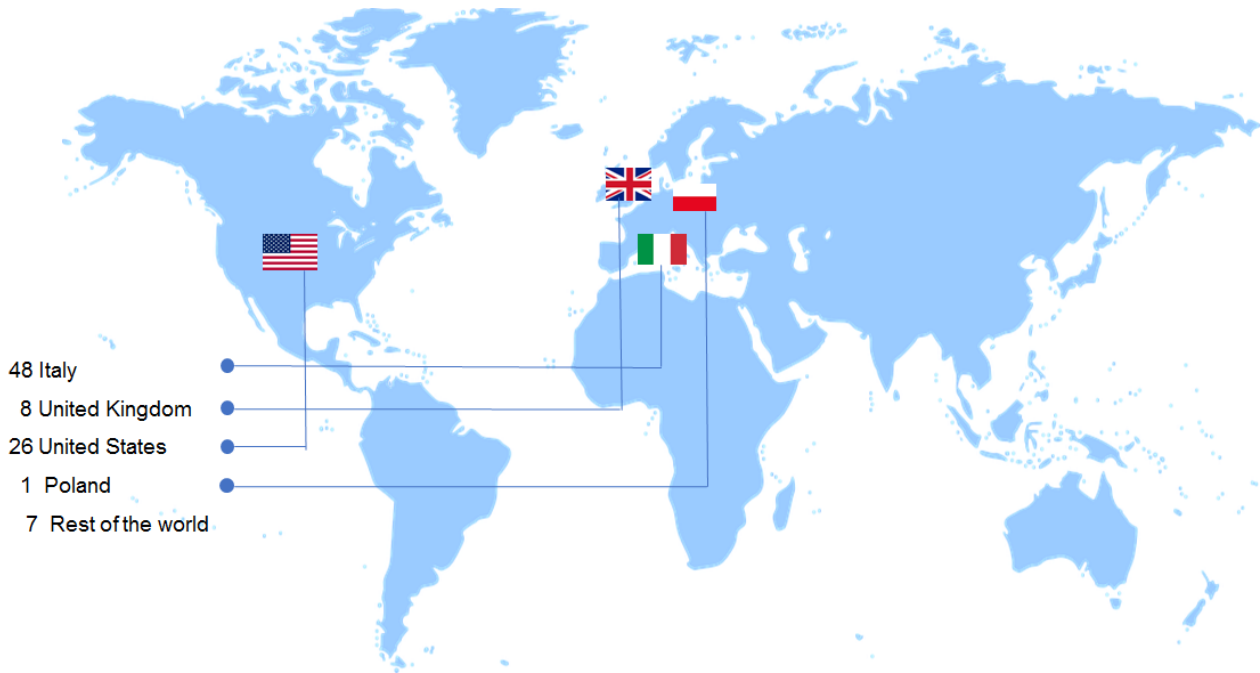 48 Italy
8 United Kingdom
26 United States
1 Poland
7 Rest of the world